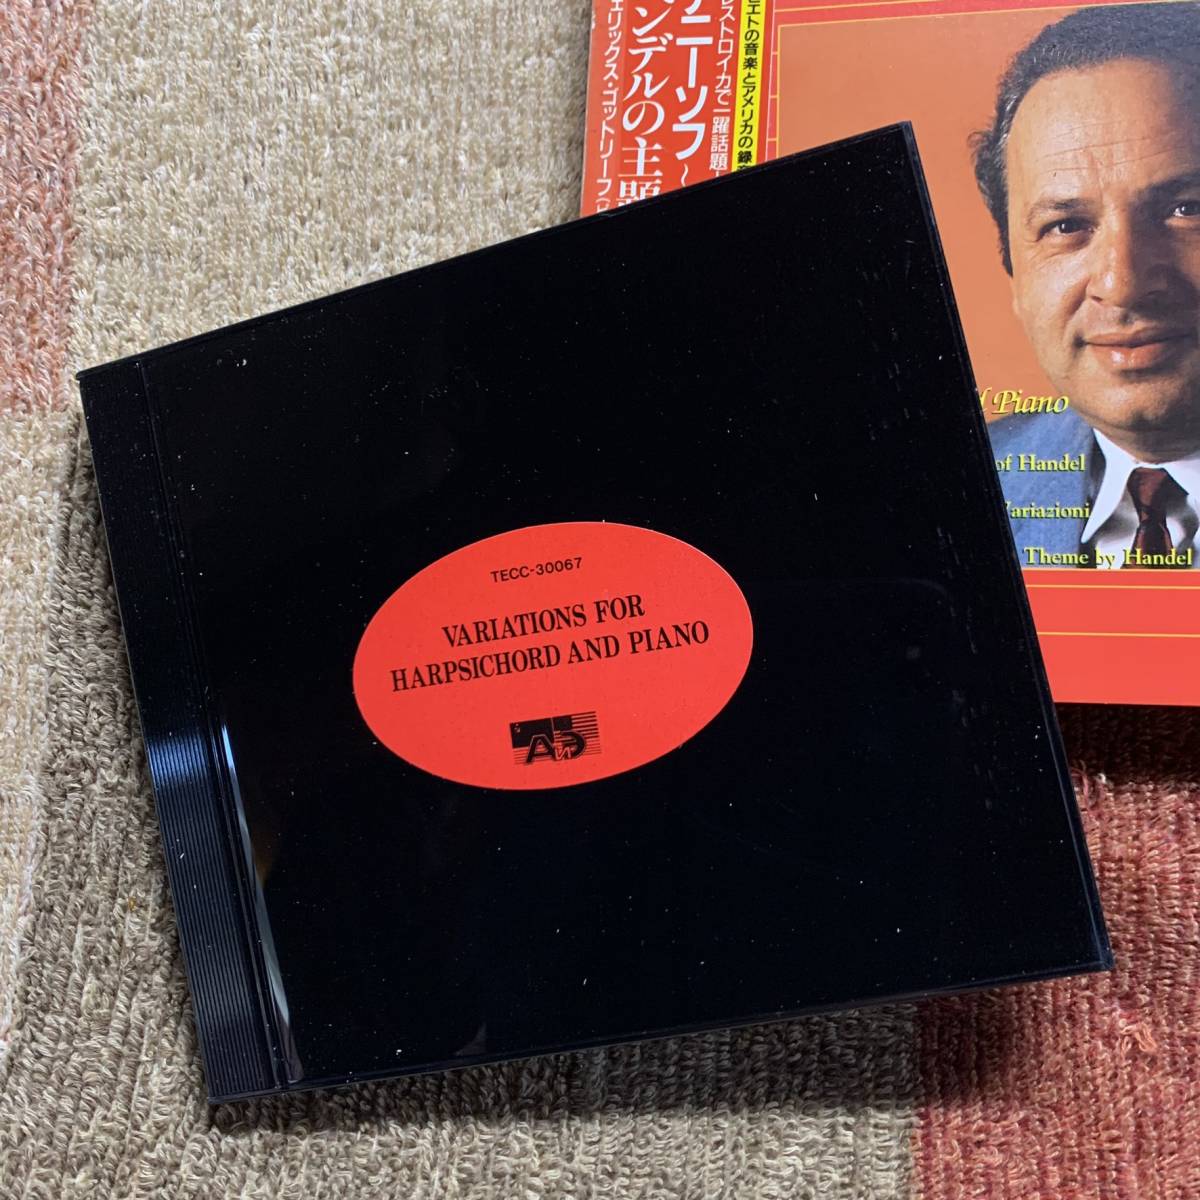 ビエトの音楽とアメリカの録音
レストロイカで一躍話題
ニーソフ〜
ンデルの主題
ェリックス・ゴットリーフ(ピ
Piano
of Handel
Variazioni
Theme by Handel
TECC-30067
VARIATIONS FOR
HARPSICHORD AND PIANO